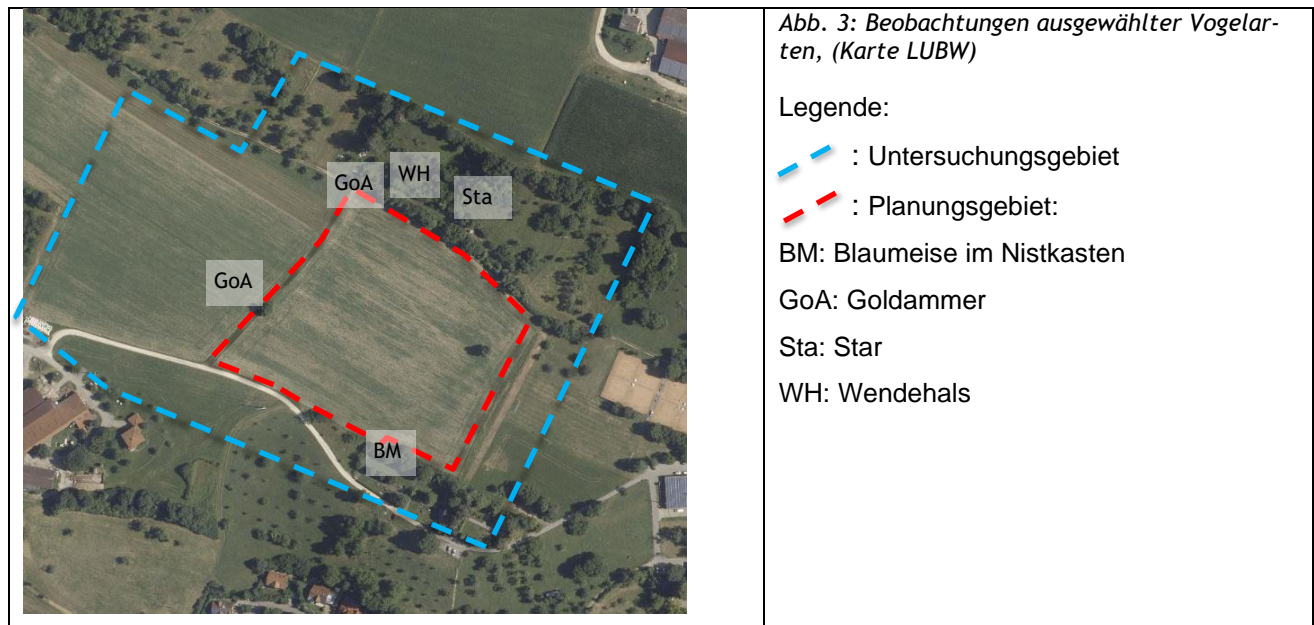 GoA
WH
Sta
GoA
BM
Abb. 3: Beobachtungen ausgewählter Vogelar-
ten, (Karte LUBW)
Legende:
: Untersuchungsgebiet
: Planungsgebiet:
BM: Blaumeise im Nistkasten
GoA: Goldammer
Sta: Star
WH: Wendehals